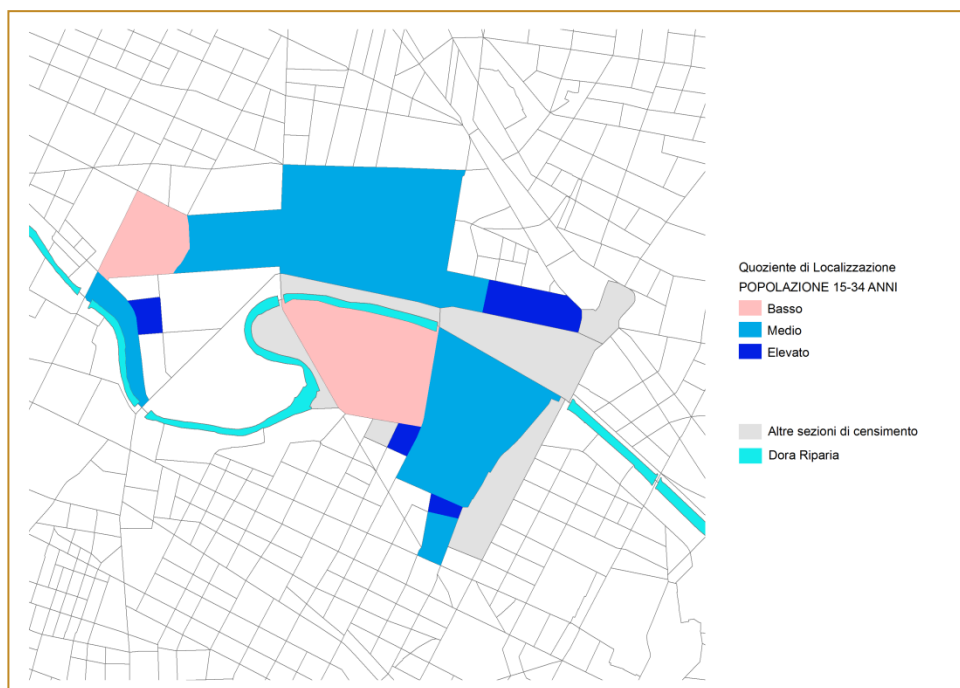 Quoziente di Localizzazione
POPOLAZIONE 15-34 ANNI
Basso
Medio
Elevato
Altre sezioni di censimento
Dora Riparia